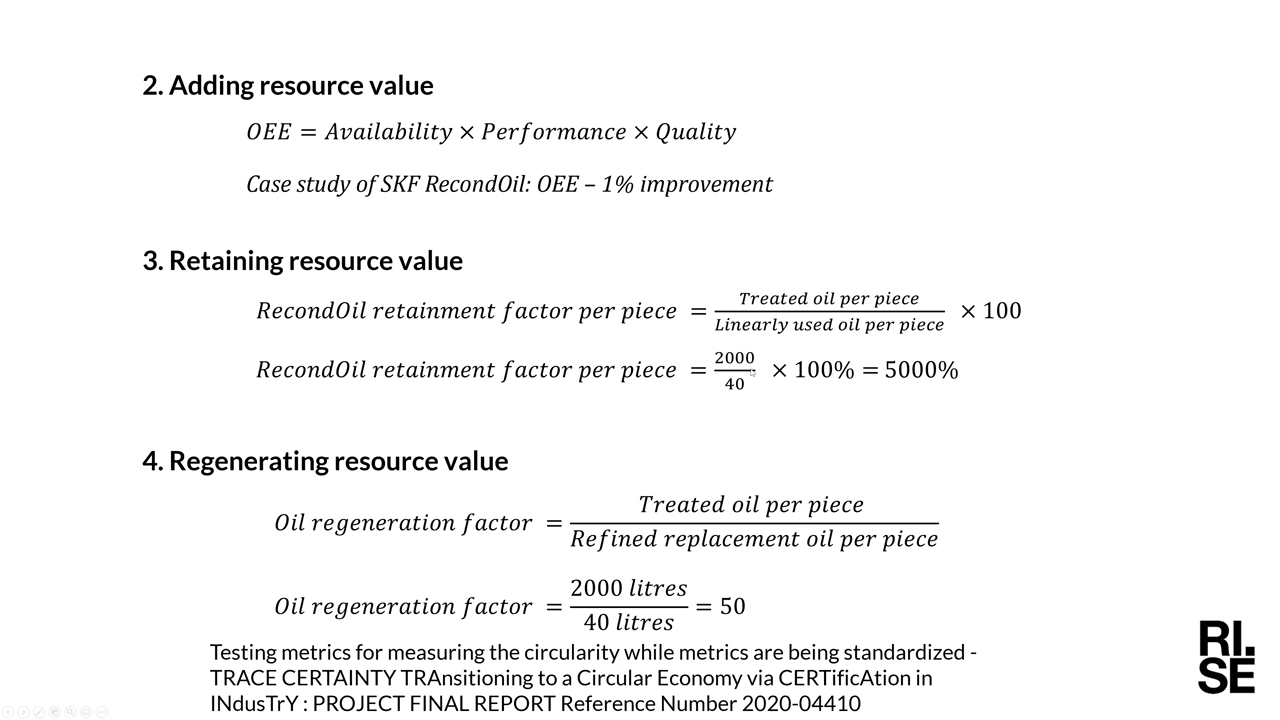 2. Adding resource value
OEE = Availability × Performance × Quality
Case study of SKF RecondOil: OEE – 1% improvement
3. Retaining resource value
RecondOil retainment factor per piece = Treated oil per piece / Linearly used oil per piece × 100
RecondOil retainment factor per piece = 2000 / 40 × 100% = 5000%
4. Regenerating resource value
Oil regeneration factor = Treated oil per piece / Refined replacement oil per piece
Oil regeneration factor = 2000 litres / 40 litres = 50
Testing metrics for measuring the circularity while metrics are being standardized -
TRACE CERTAINTY TRAnsitioning to a Circular Economy via CERTificAtion in
INdusTrY : PROJECT FINAL REPORT Reference Number 2020-04410
RI.
SE